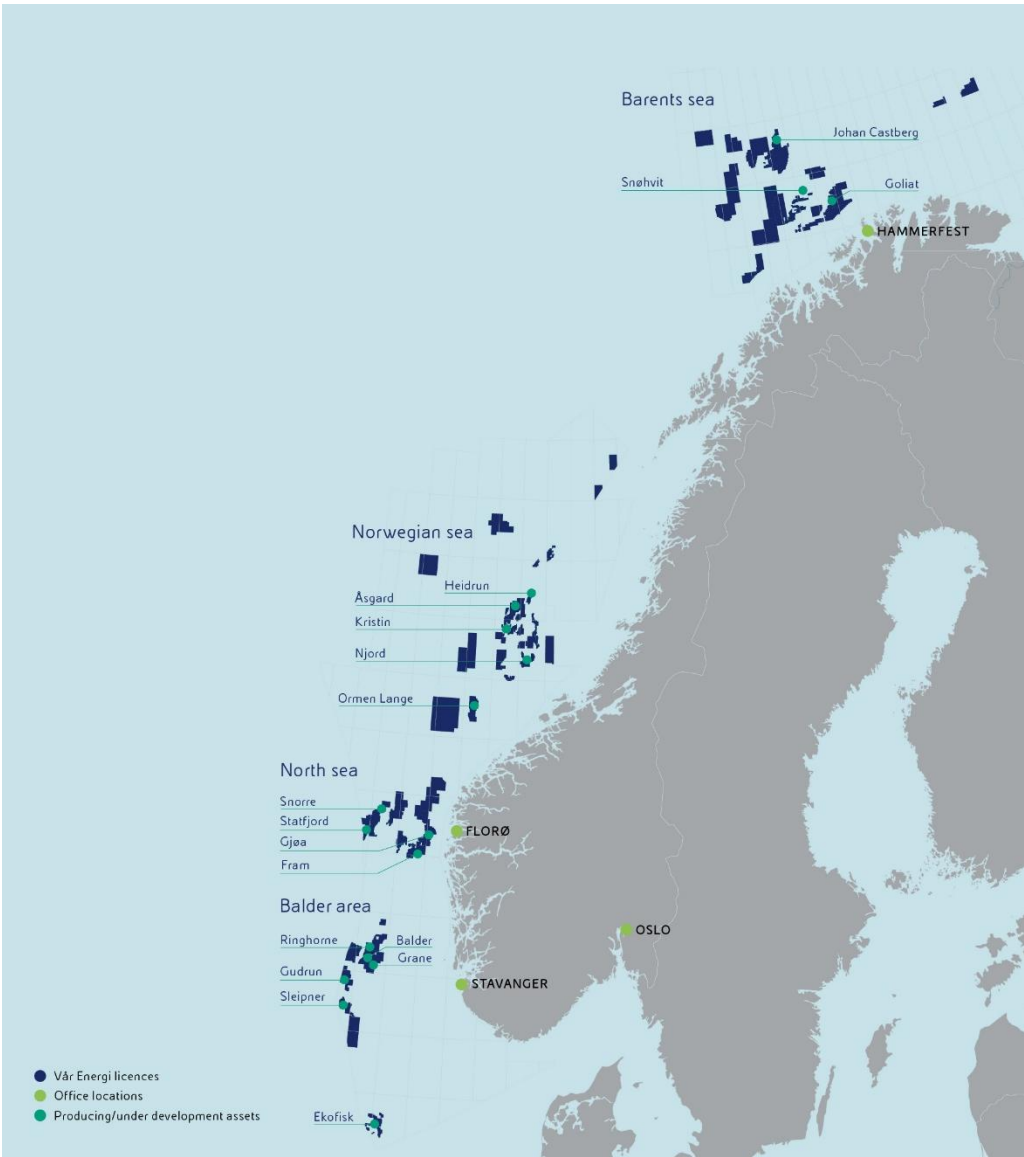 Barents sea
Johan Castberg
Snøhvit
Goliat
HAMMERFEST
Norwegian sea
Heidrun
Åsgard
Kristin
Njord
Ormen Lange
North sea
Snorre
Statfjord
FLORØ
Gjøa
Fram
Balder area
OSLO
Ringhorne
Balder
Grane
Gudrun
STAVANGER
Sleipner
Vår Energi licences
Office locations
Producing/under development assets
Ekofisk